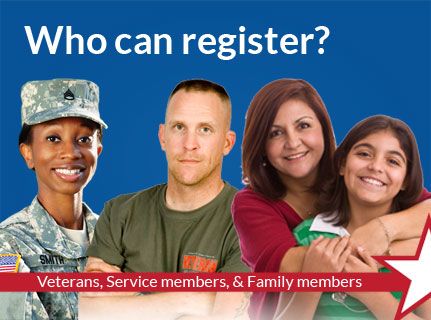 Who can register?
SMITH
Veterans, Service members, & Family members